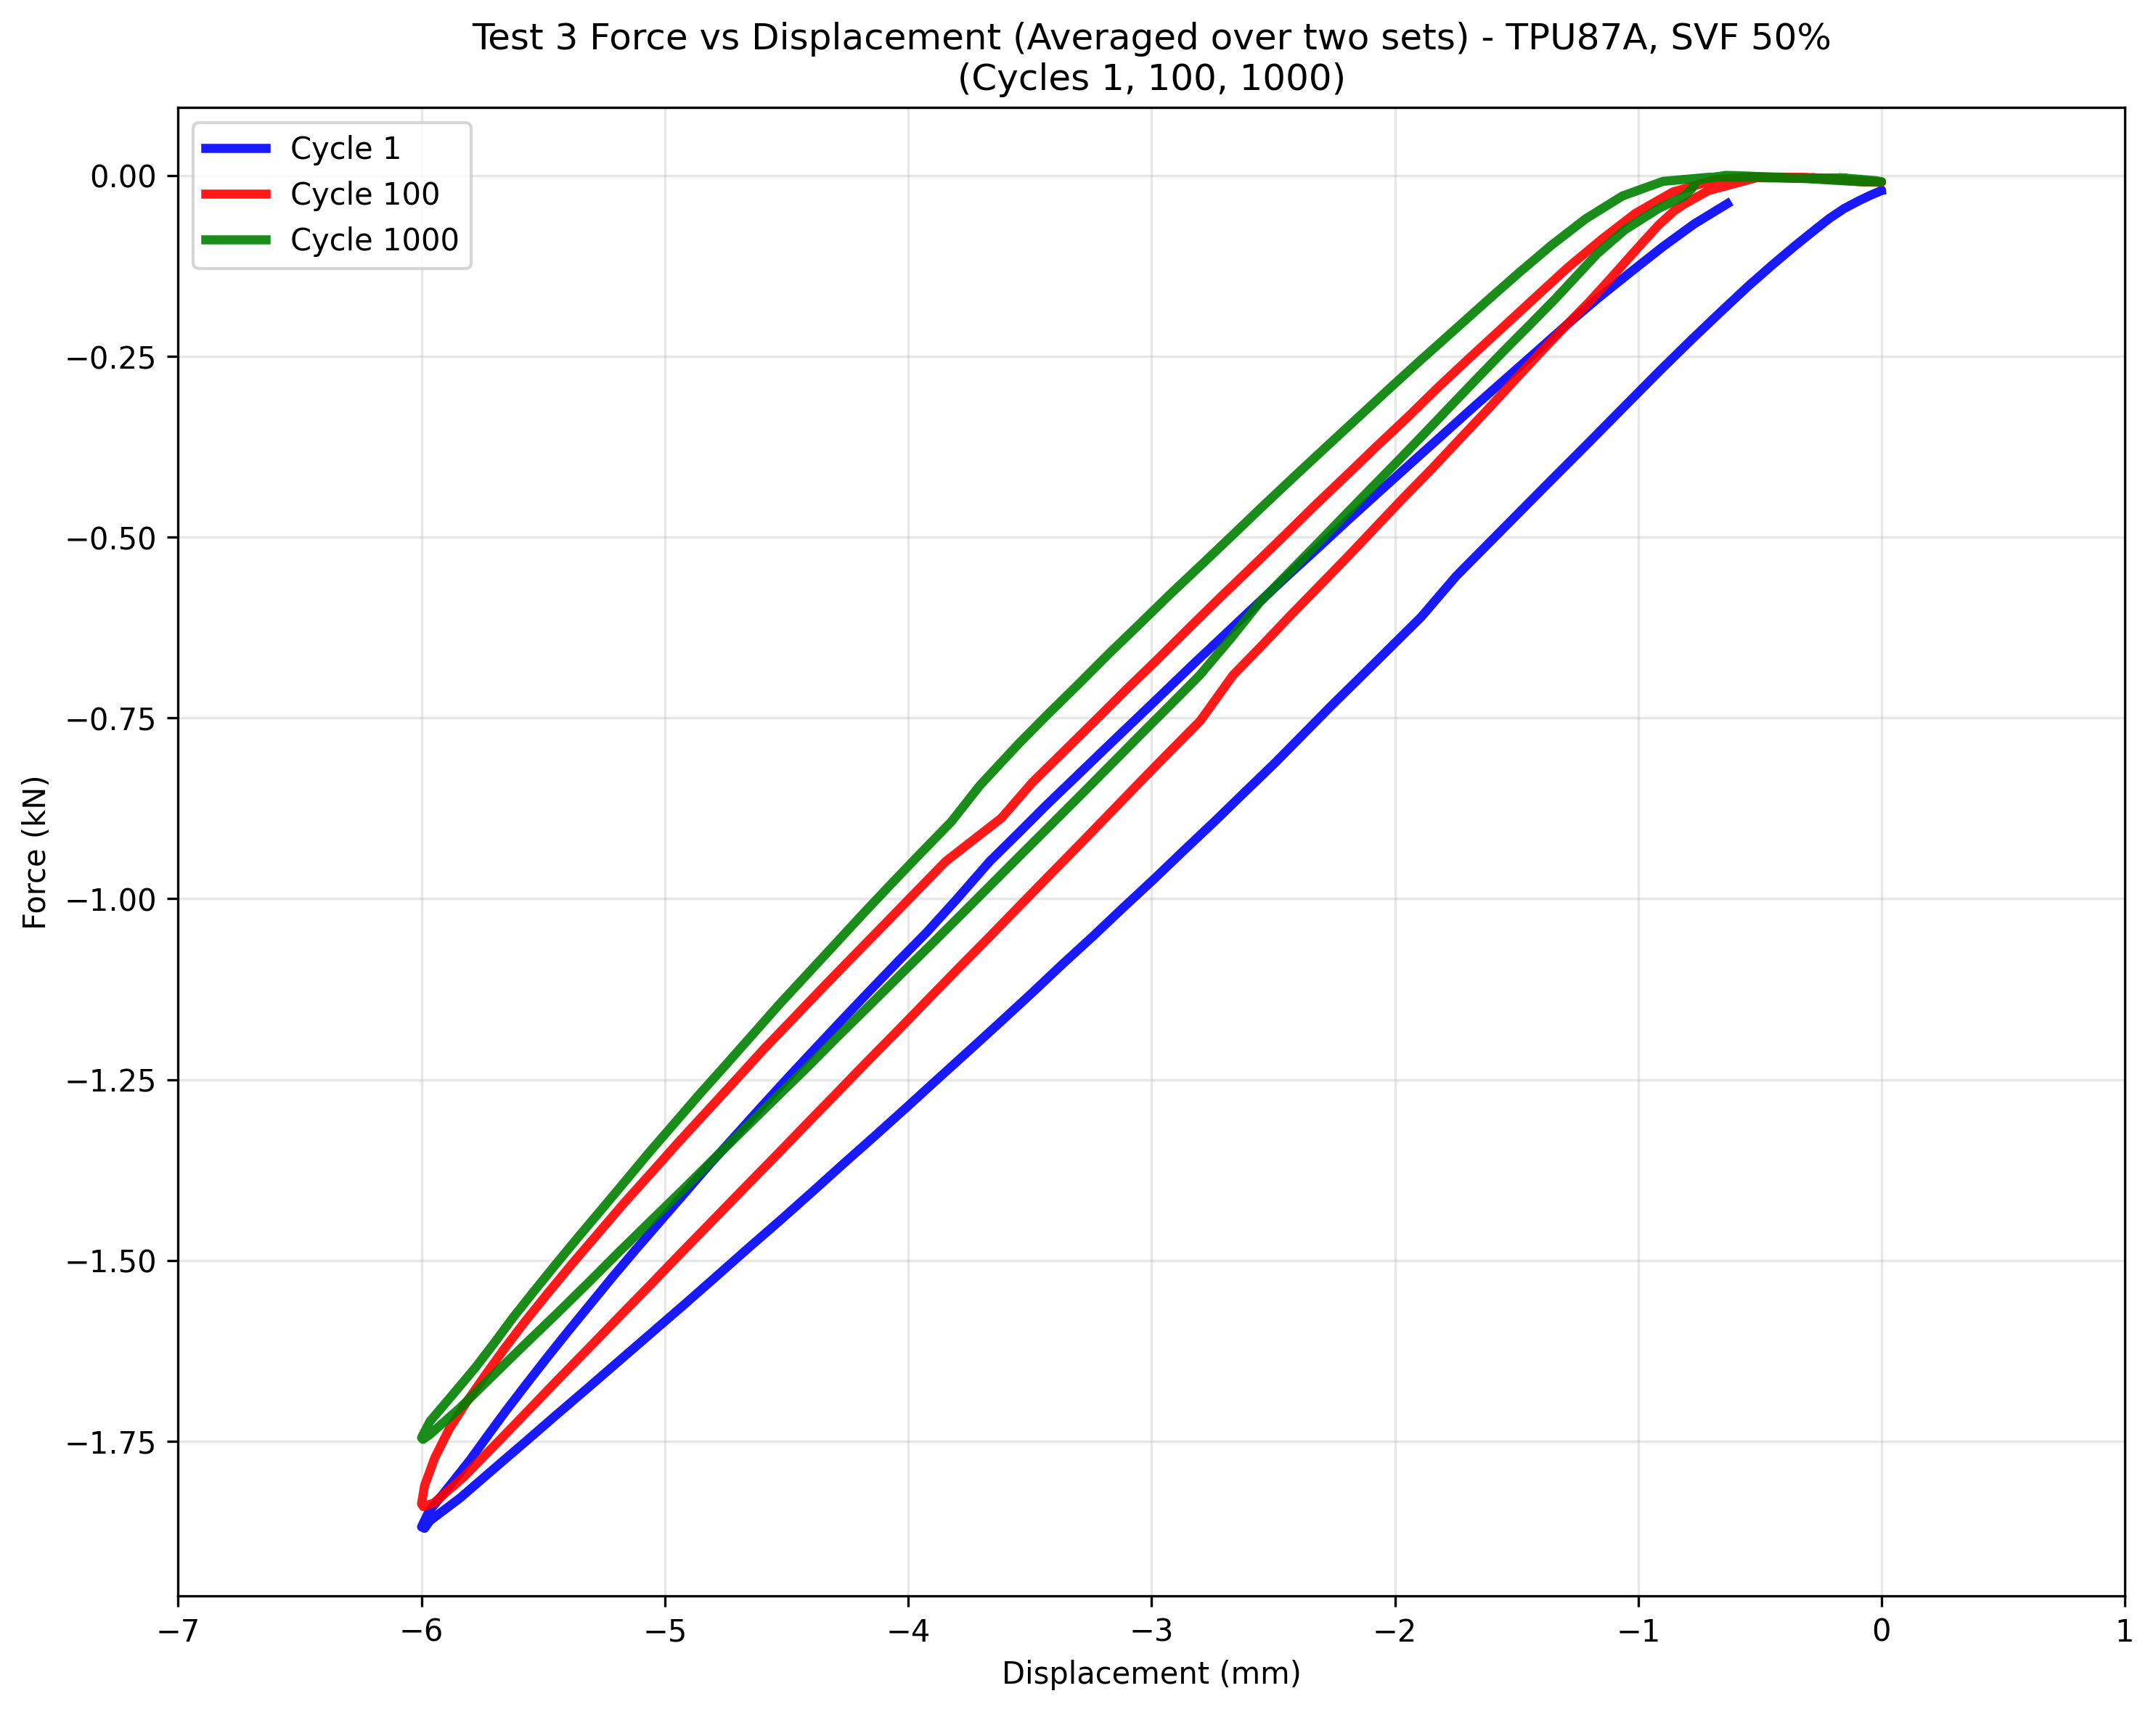 Test 3 Force vs Displacement (Averaged over two sets) - TPU87A, SVF 50%
(Cycles 1, 100, 1000)
Cycle 1
Cycle 100
Cycle 1000
0.00
−0.25
−0.50
−0.75
−1.00
−1.25
−1.50
−1.75
Force (kN)
−7 −6 −5 −4 −3 −2 −1 0 1
Displacement (mm)